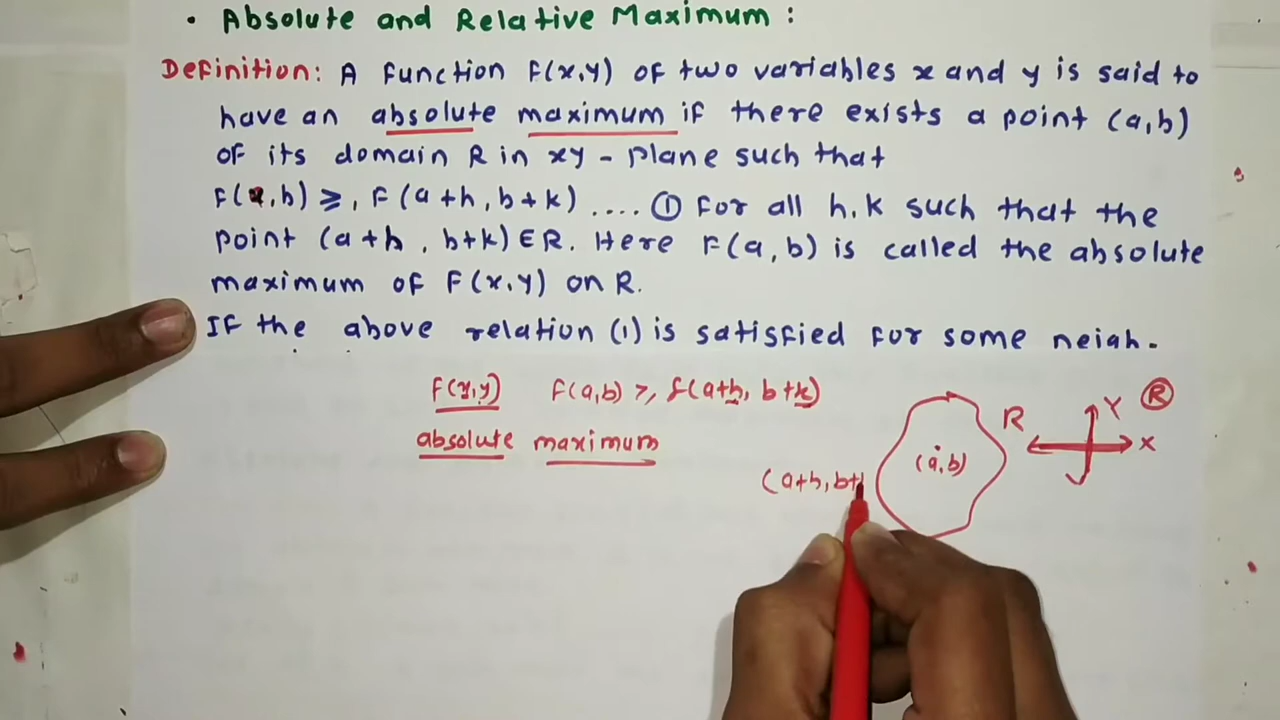 • Absolute and Relative Maximum :
Definition: A function f(x,y) of two variables x and y is said to
have an absolute maximum if there exists a point (a,b)
of its domain R in xy - plane such that
f( ,b) ≥, f (a+h, b+k) .... ① For all h,k such that the
point (a+h, b+k) ∈ R. Here f(a,b) is called the absolute
maximum of f(x,y) on R.
If the above relation (1) is satisfied for some neigh-
f(x,y) f(a,b) ≥, f(a+h, b+k)
absolute maximum
R
Y
Ⓡ
x
(a,b)
(a+h, b+